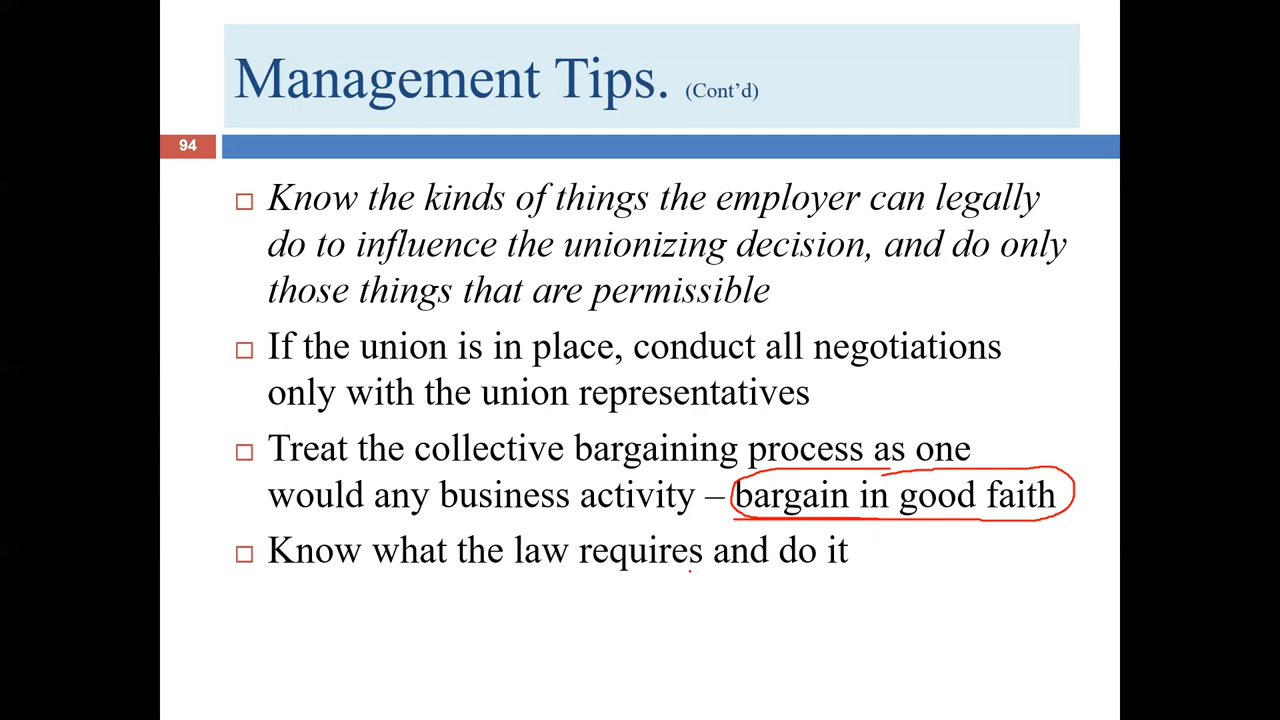 Management Tips. (Cont’d)
94
Know the kinds of things the employer can legally
do to influence the unionizing decision, and do only
those things that are permissible
If the union is in place, conduct all negotiations
only with the union representatives
Treat the collective bargaining process as one
would any business activity – bargain in good faith
Know what the law requires and do it